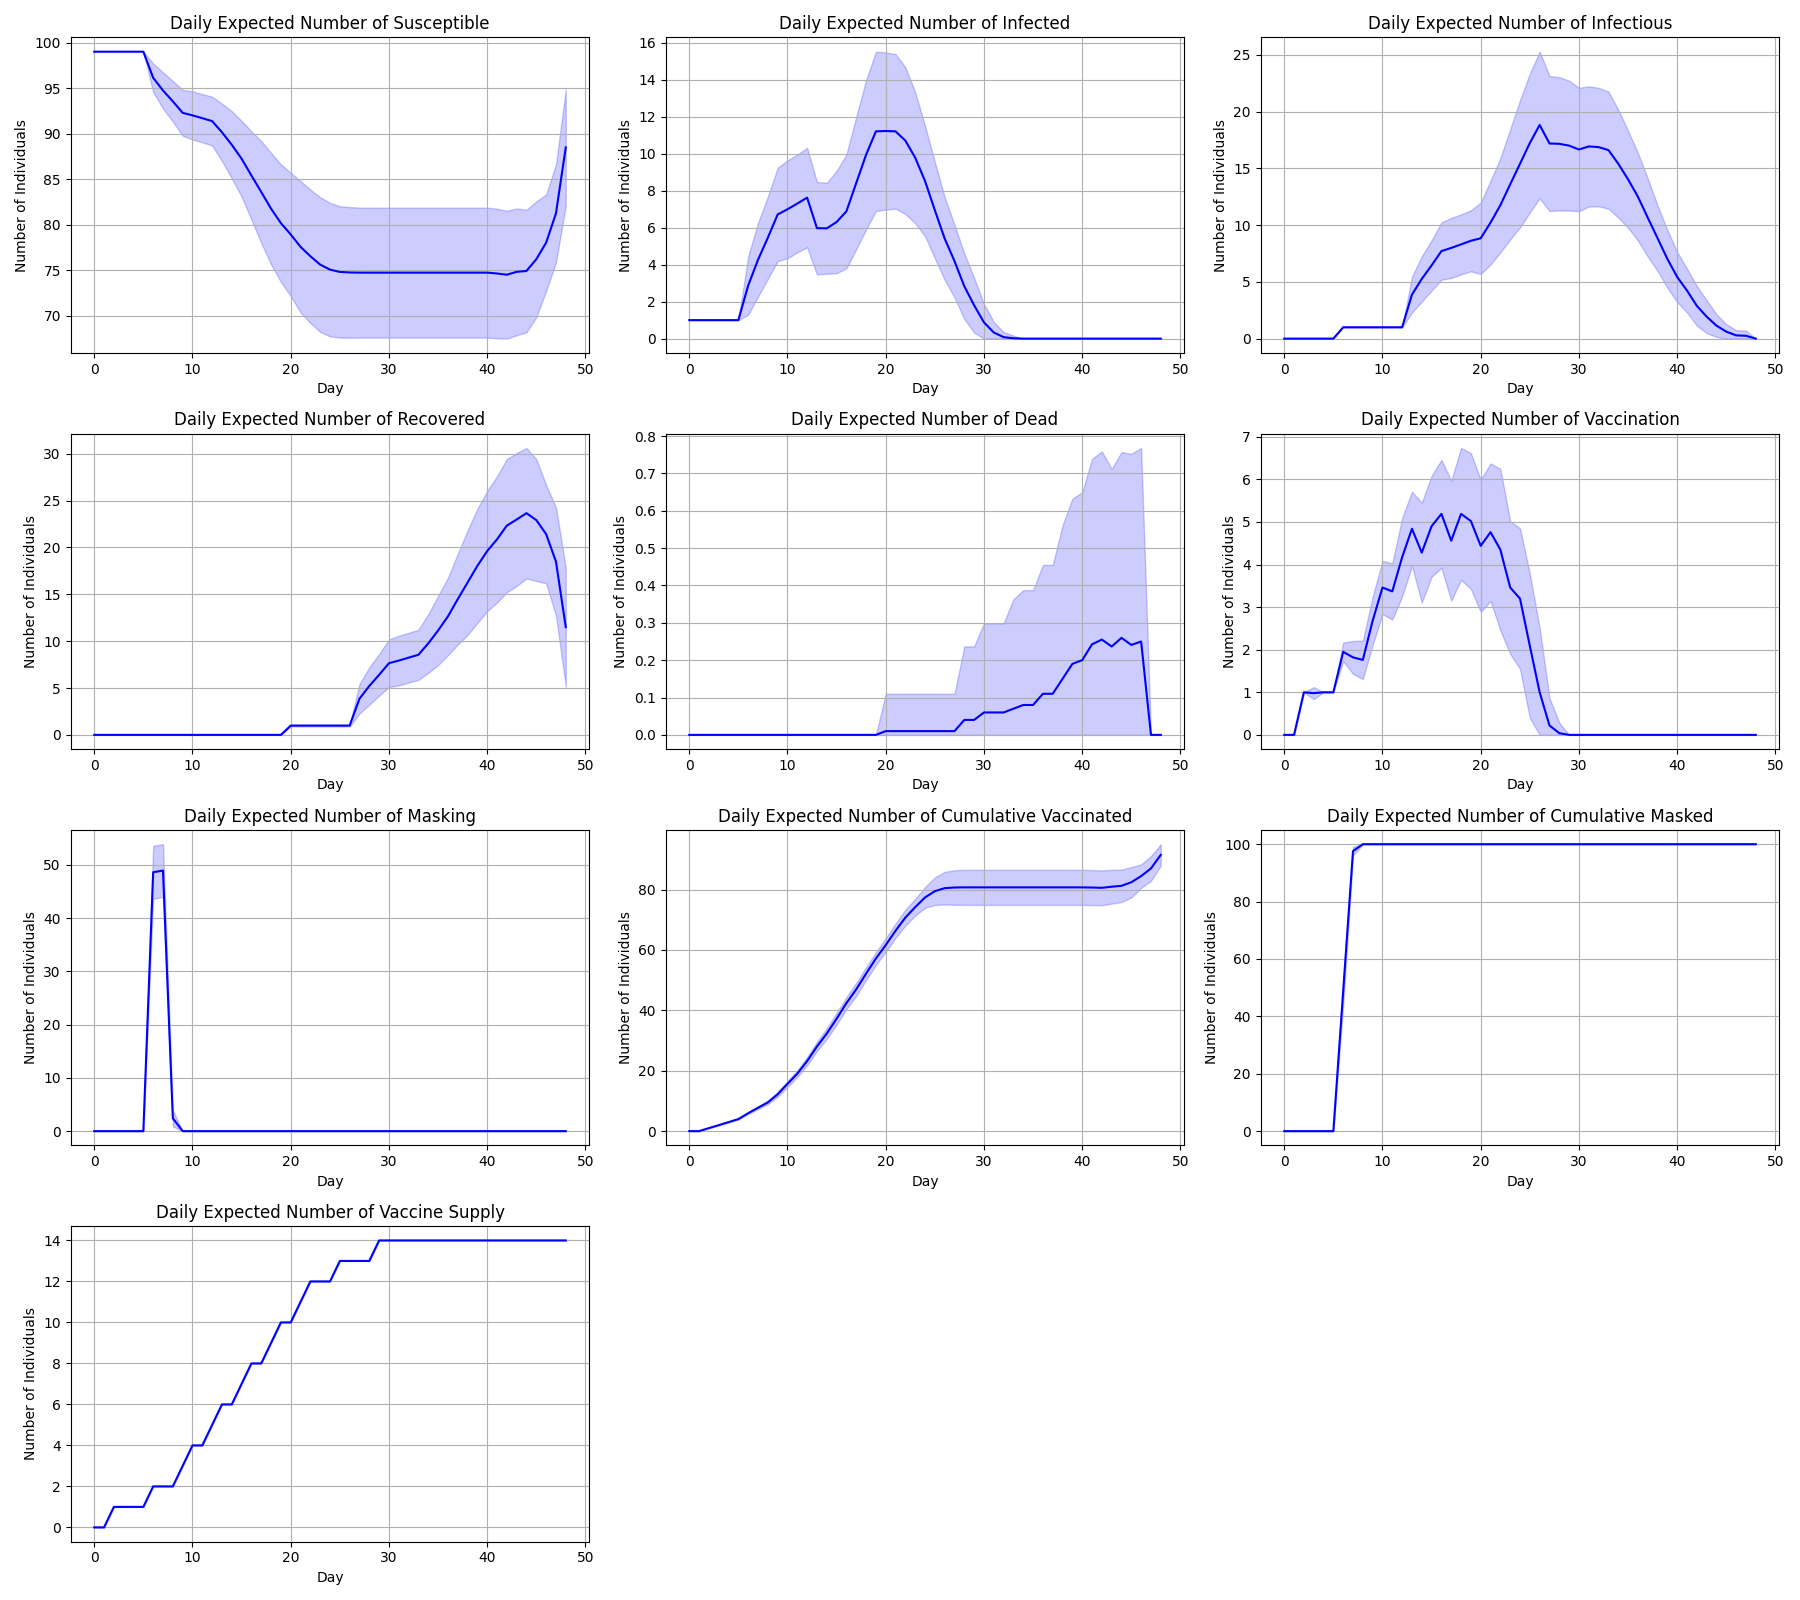 Daily Expected Number of Susceptible
Number of Individuals
100
95
90
85
80
75
70
0 10 20 30 40 50
Day
Daily Expected Number of Infected
Number of Individuals
16
14
12
10
8
6
4
2
0
0 10 20 30 40 50
Day
Daily Expected Number of Infectious
Number of Individuals
25
20
15
10
5
0
0 10 20 30 40 50
Day
Daily Expected Number of Recovered
Number of Individuals
30
25
20
15
10
5
0
0 10 20 30 40 50
Day
Daily Expected Number of Dead
Number of Individuals
0.8
0.7
0.6
0.5
0.4
0.3
0.2
0.1
0.0
0 10 20 30 40 50
Day
Daily Expected Number of Vaccination
Number of Individuals
7
6
5
4
3
2
1
0
0 10 20 30 40 50
Day
Daily Expected Number of Masking
Number of Individuals
50
40
30
20
10
0
0 10 20 30 40 50
Day
Daily Expected Number of Cumulative Vaccinated
Number of Individuals
80
60
40
20
0
0 10 20 30 40 50
Day
Daily Expected Number of Cumulative Masked
Number of Individuals
100
80
60
40
20
0
0 10 20 30 40 50
Day
Daily Expected Number of Vaccine Supply
Number of Individuals
14
12
10
8
6
4
2
0
0 10 20 30 40 50
Day